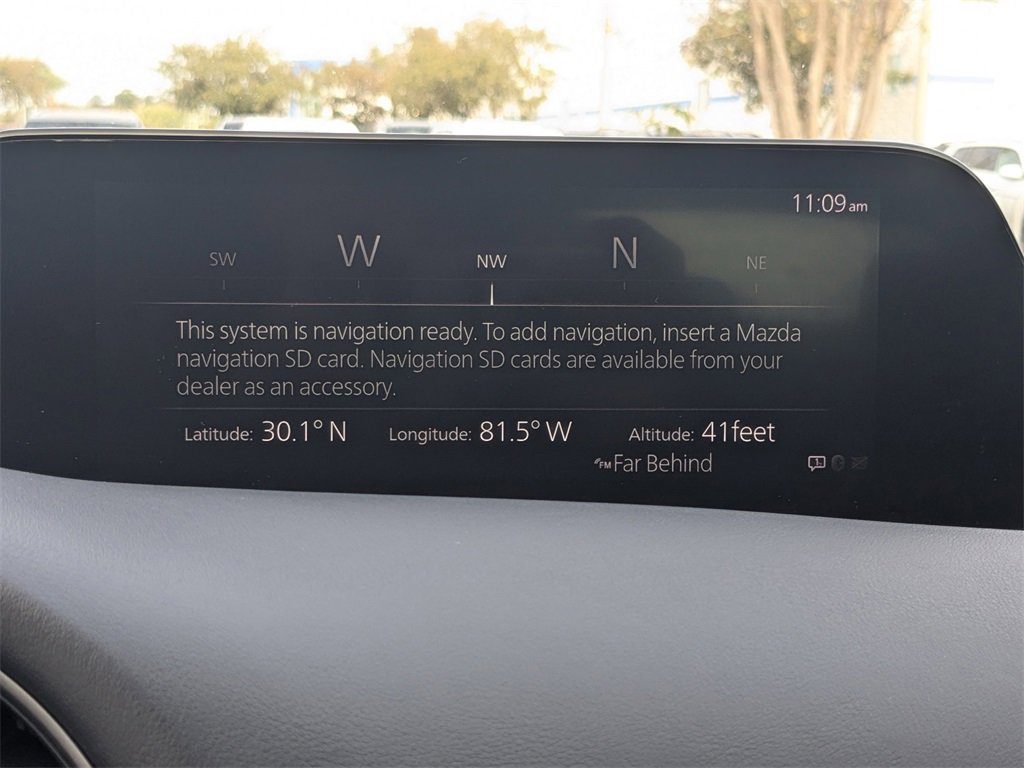 11:09am
SW W NW N NE
This system is navigation ready. To add navigation, insert a Mazda
navigation SD card. Navigation SD cards are available from your
dealer as an accessory.
Latitude: 30.1° N Longitude: 81.5° W Altitude: 41feet
FM Far Behind
1